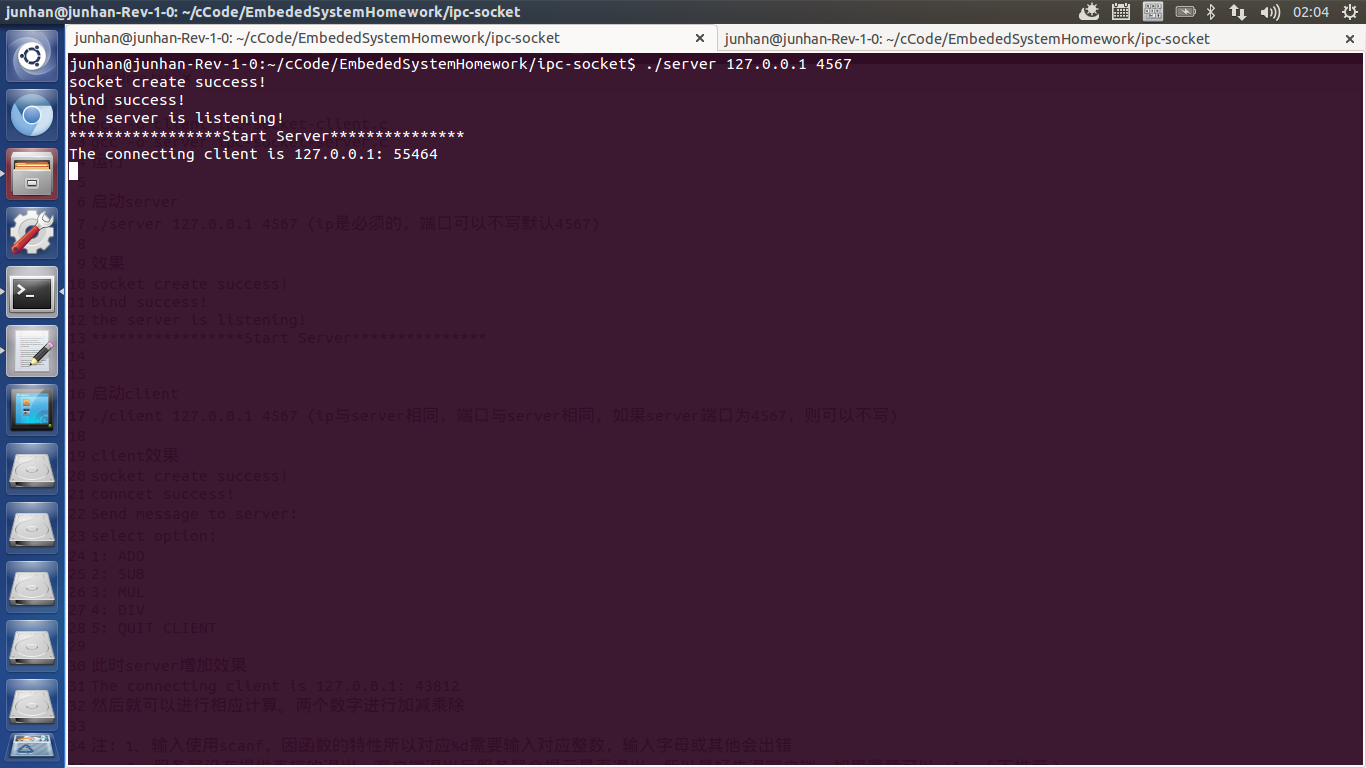 junhan@junhan-Rev-1-0: ~/cCode/EmbededSystemHomework/ipc-socket
02:04
junhan@junhan-Rev-1-0: ~/cCode/EmbededSystemHomework/ipc-socket ×
junhan@junhan-Rev-1-0: ~/cCode/EmbededSystemHomework/ipc-socket ×
junhan@junhan-Rev-1-0:~/cCode/EmbededSystemHomework/ipc-socket$ ./server 127.0.0.1 4567
socket create success!
bind success!
the server is listening!
*****************Start Server***************
The connecting client is 127.0.0.1: 55464
5
6 启动server
7 ./server 127.0.0.1 4567 (ip是必须的，端口可以不写默认4567)
8
9 效果
10 socket create success!
11 bind success!
12 the server is listening!
13 *****************Start Server***************
14
15
16 启动client
17 ./client 127.0.0.1 4567 (ip与server相同，端口与server相同，如果server端口为4567，则可以不写)
18
19 client效果
20 socket create success!
21 conncet success!
22 Send message to server:
23 select option:
24 1: ADD
25 2: SUB
26 3: MUL
27 4: DIV
28 5: QUIT CLIENT
29
30 此时server增加效果
31 The connecting client is 127.0.0.1: 43812
32 然后就可以进行相应计算。两个数字进行加减乘除
33
34 注：1、输入使用scanf，因函数的特性所以对应%d需要输入对应整数，输入字母或其他会出错